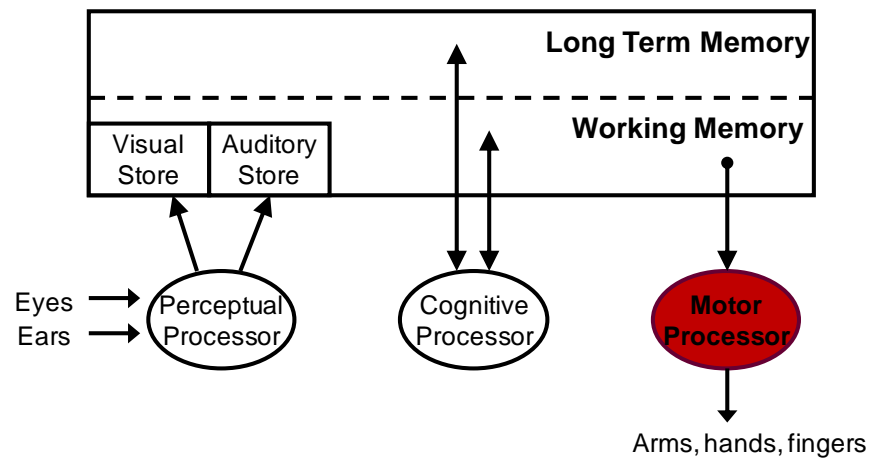 Long Term Memory
Working Memory
Visual
Store
Auditory
Store
Eyes
Ears
Perceptual
Processor
Cognitive
Processor
Motor
Processor
Arms, hands, fingers